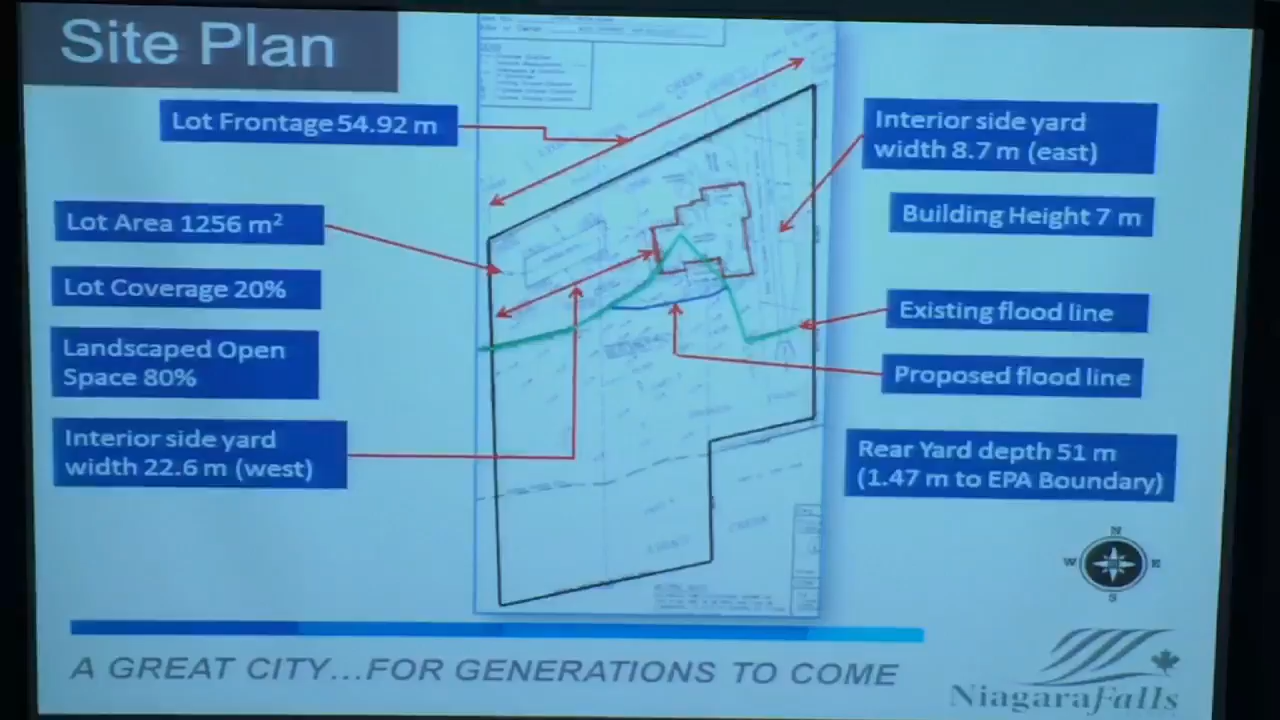 Site Plan
Lot Frontage 54.92 m
Interior side yard
width 8.7 m (east)
Lot Area 1256 m²
Building Height 7 m
Lot Coverage 20%
Existing flood line
Landscaped Open
Space 80%
Proposed flood line
Interior side yard
width 22.6 m (west)
Rear Yard depth 51 m
(1.47 m to EPA Boundary)
N
W E
S
A GREAT CITY...FOR GENERATIONS TO COME
NiagaraFalls